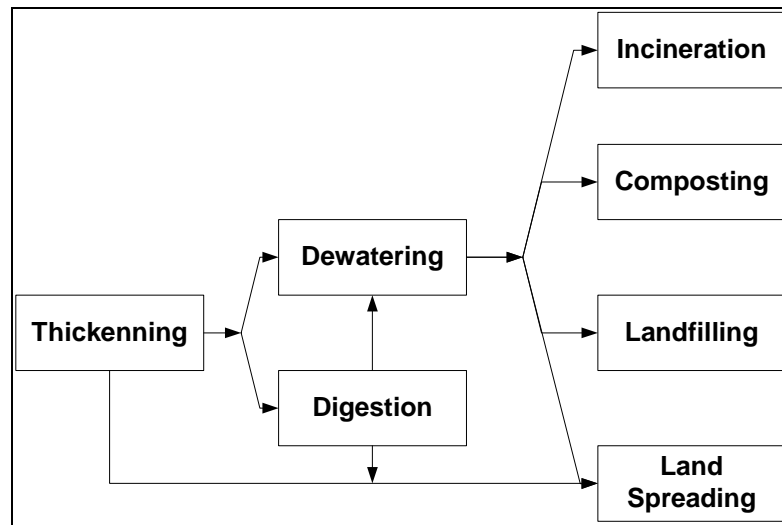 Incineration
Composting
Dewatering
Thickenning
Landfilling
Digestion
Land
Spreading